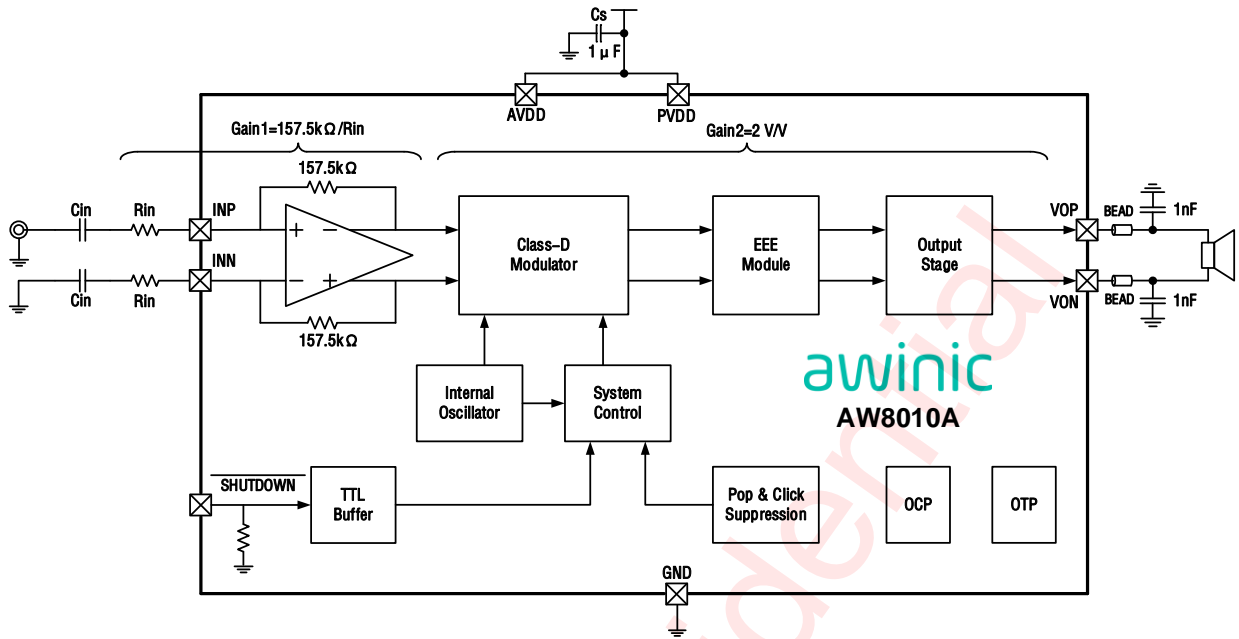 Cs
1 μ F
AVDD
PVDD
Gain1=157.5kΩ/Rin
Gain2=2 V/V
157.5kΩ
Cin
Rin
INP
INN
Cin
Rin
157.5kΩ
+
−
−
+
Class-D
Modulator
EEE
Module
Output
Stage
VOP
BEAD
1nF
VON
BEAD
1nF
Internal
Oscillator
System
Control
awinic
AW8010A
SHUTDOWN
TTL
Buffer
Pop & Click
Suppression
OCP
OTP
GND